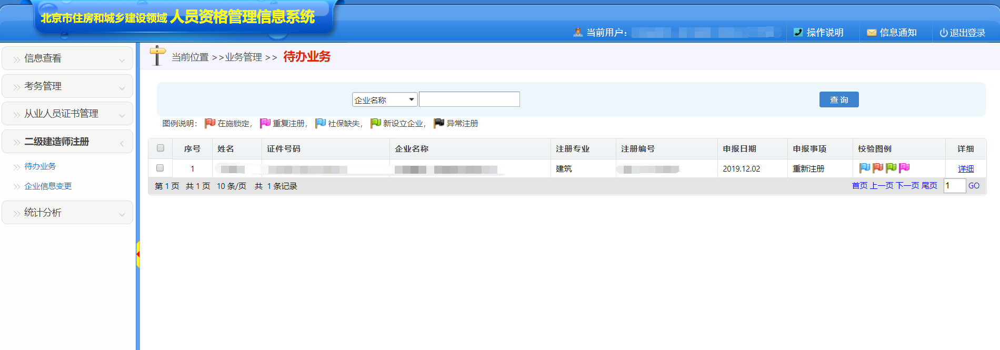 北京市住房和城乡建设领域 人员资格管理信息系统
当前用户： 操作说明 信息通知 退出登录
信息查看
考务管理
从业人员证书管理
二级建造师注册
待办业务
企业信息变更
统计分析
当前位置 >>业务管理 >> 待办业务
企业名称 查 询
图例说明： 在施锁定， 重复注册， 社保缺失， 新设立企业， 异常注册
序号 姓名 证件号码 企业名称 注册专业 注册编号 申报日期 申报事项 校验图例 详细
1 建筑 2019.12.02 重新注册 详细
第 1 页 共 1 页 10 条/页 共 1 条记录 首页 上一页 下一页 尾页 1 GO